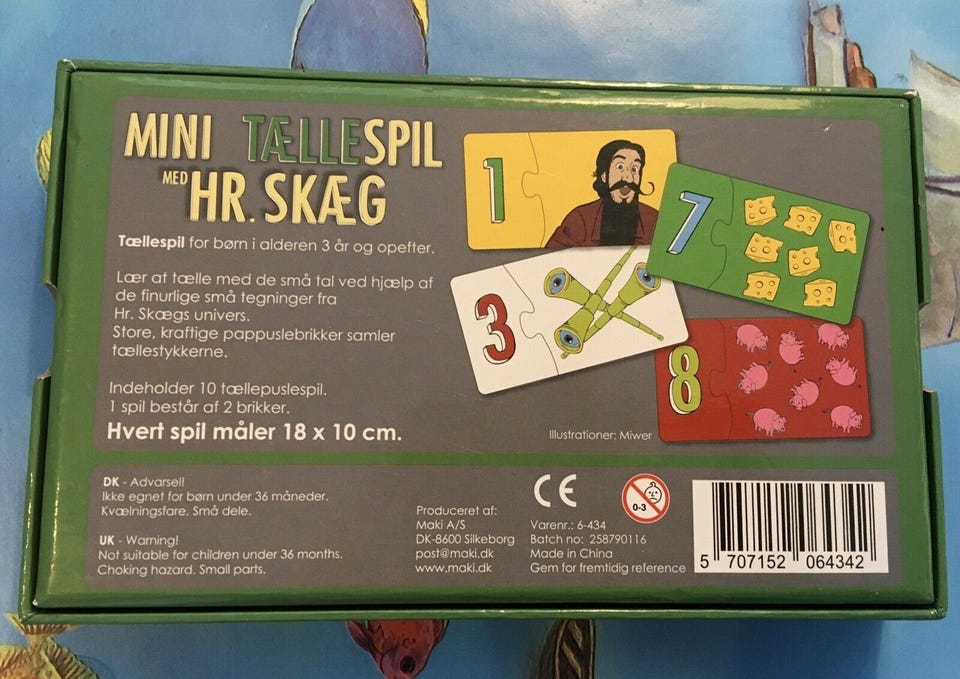 MINI TÆLLESPIL
MED HR. SKÆG
Tællespil for børn i alderen 3 år og opefter.
Lær at tælle med de små tal ved hjælp af
de finurlige små tegninger fra
Hr. Skægs univers.
Store, kraftige pappuslebrikker samler
tællestykkerne.
Indeholder 10 tællepuslespil.
1 spil består af 2 brikker.
Hvert spil måler 18 x 10 cm.
1
7
3
8
Illustrationer: Miwer
DK - Advarsel!
Ikke egnet for børn under 36 måneder.
Kvælningsfare. Små dele.
UK - Warning!
Not suitable for children under 36 months.
Choking hazard. Small parts.
Produceret af:
Maki A/S
DK-8600 Silkeborg
post@maki.dk
www.maki.dk
CE
0-3
Varenr.: 6-434
Batch no: 258790116
Made in China
Gem for fremtidig reference
5 707152 064342